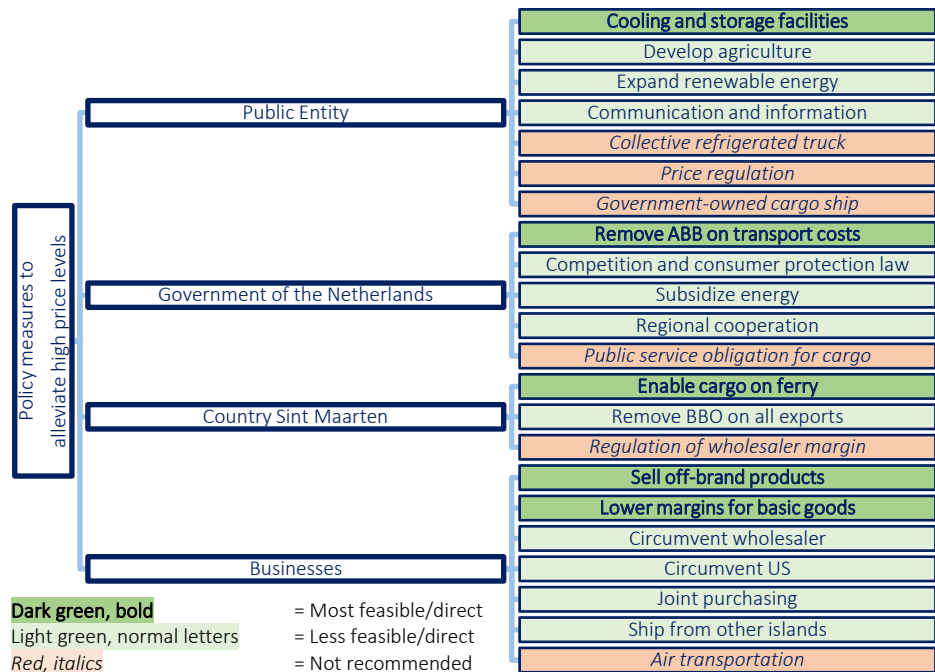 Policy measures to
alleviate high price levels
Public Entity
Cooling and storage facilities
Develop agriculture
Expand renewable energy
Communication and information
Collective refrigerated truck
Price regulation
Government-owned cargo ship
Government of the Netherlands
Remove ABB on transport costs
Competition and consumer protection law
Subsidize energy
Regional cooperation
Public service obligation for cargo
Country Sint Maarten
Enable cargo on ferry
Remove BBO on all exports
Regulation of wholesaler margin
Businesses
Sell off-brand products
Lower margins for basic goods
Circumvent wholesaler
Circumvent US
Joint purchasing
Ship from other islands
Air transportation
Dark green, bold = Most feasible/direct
Light green, normal letters = Less feasible/direct
Red, italics = Not recommended